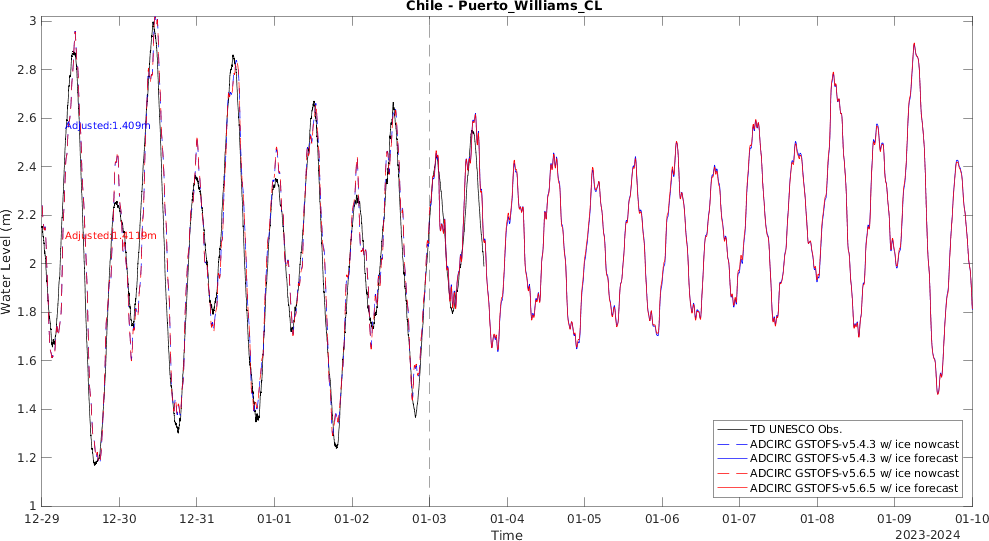 Chile - Puerto_Williams_CL
Water Level (m)
3
2.8
2.6
2.4
2.2
2
1.8
1.6
1.4
1.2
1
Adjusted:1.409m
Adjusted:1.4119m
TD UNESCO Obs.
ADCIRC GSTOFS-v5.4.3 w/ ice nowcast
ADCIRC GSTOFS-v5.4.3 w/ ice forecast
ADCIRC GSTOFS-v5.6.5 w/ ice nowcast
ADCIRC GSTOFS-v5.6.5 w/ ice forecast
12-29 12-30 12-31 01-01 01-02 01-03 01-04 01-05 01-06 01-07 01-08 01-09 01-10
Time
2023-2024